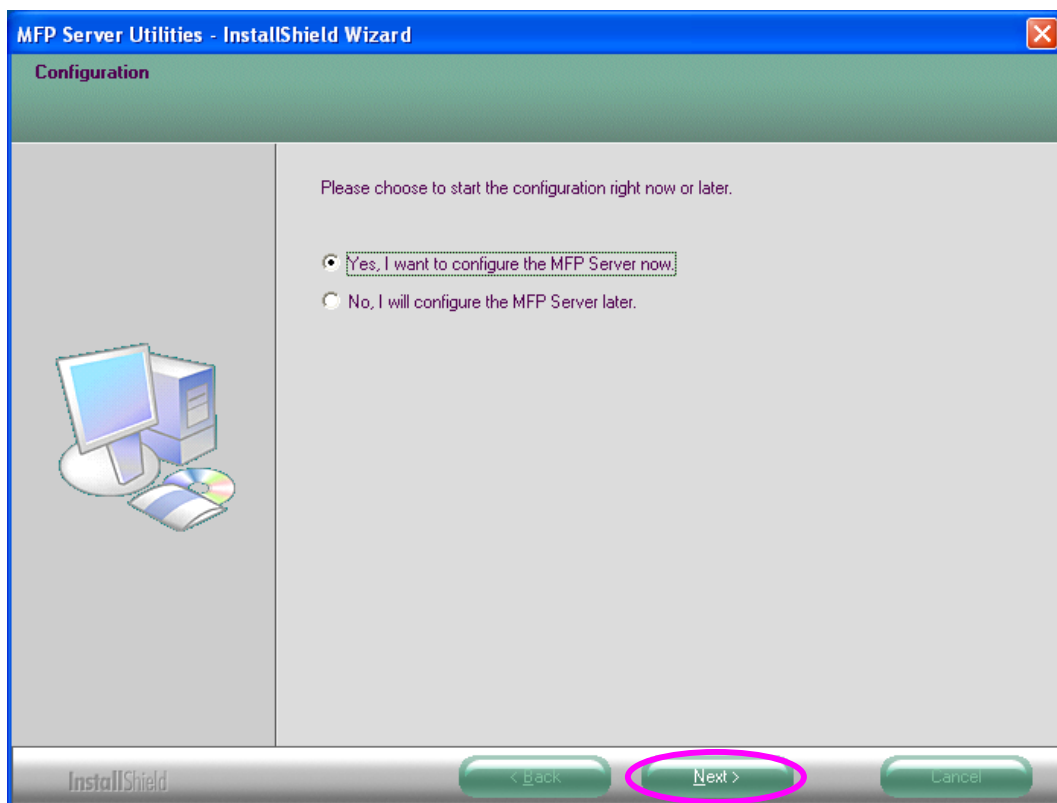 MFP Server Utilities - InstallShield Wizard
Configuration
Please choose to start the configuration right now or later.
Yes, I want to configure the MFP Server now.
No, I will configure the MFP Server later.
InstallShield
< Back
Next >
Cancel